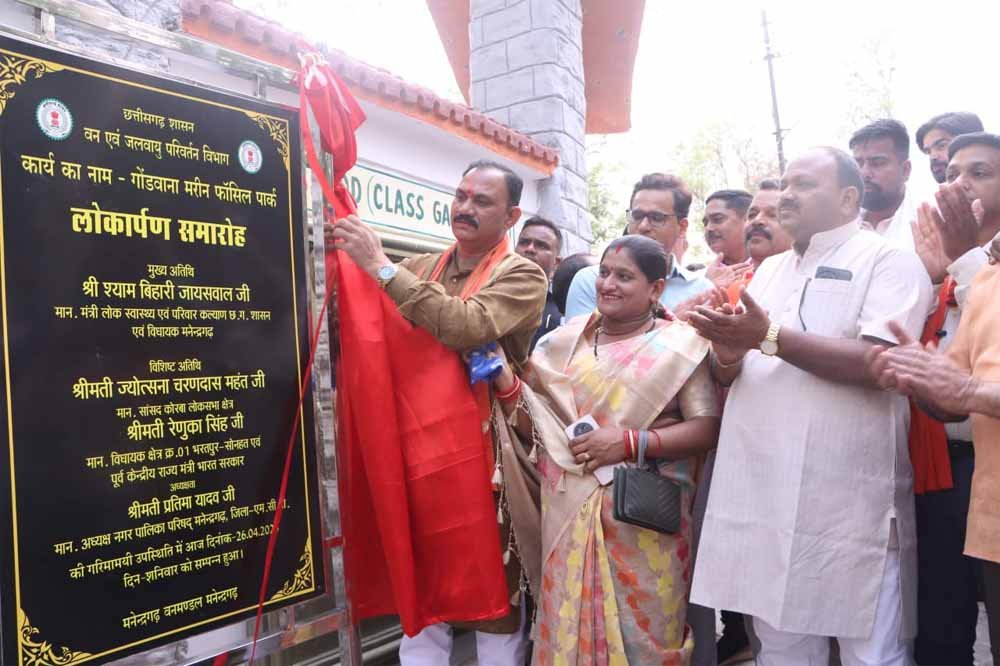 छत्तीसगढ़ शासन
वन एवं जलवायु परिवर्तन विभाग
कार्य का नाम - गोंडवाना मरीन फॉसिल पार्क
लोकार्पण समारोह
मुख्य अतिथि
श्री श्याम बिहारी जायसवाल जी
मान. मंत्री लोक स्वास्थ्य एवं परिवार कल्याण छ.ग. शासन
एवं विधायक मनेन्द्रगढ़
विशिष्ट अतिथि
श्रीमती ज्योत्सना चरणदास महंत जी
मान. सांसद कोरबा लोकसभा क्षेत्र
श्रीमती रेणुका सिंह जी
मान. विधायक क्षेत्र क्र.01 भरतपुर-सोनहत एवं
पूर्व केन्द्रीय राज्य मंत्री भारत सरकार
अध्यक्षता
श्रीमती प्रतिमा यादव जी
मान. अध्यक्ष नगर पालिका परिषद् मनेन्द्रगढ़, जिला-एम.सी.
की गरिमामयी उपस्थिति में आज दिनांक-26.04.
दिन-शनिवार को सम्पन्न हुआ।
मनेन्द्रगढ़ वनमण्डल मनेन्द्रगढ़
(CLASS